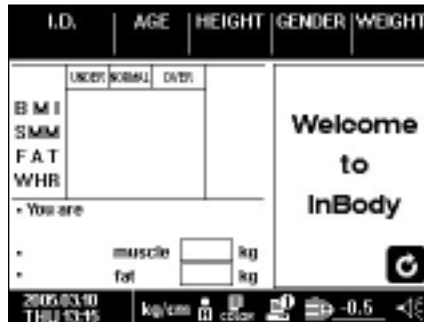 I.D. AGE HEIGHT GENDER WEIGHT
UNDER NORMAL OVER
BMI
SMM
FAT
WHR
Welcome
to
InBody
• You are
• muscle kg
• fat kg
2005.03.10
THU 13:15
kg/cm COLOR -0.5